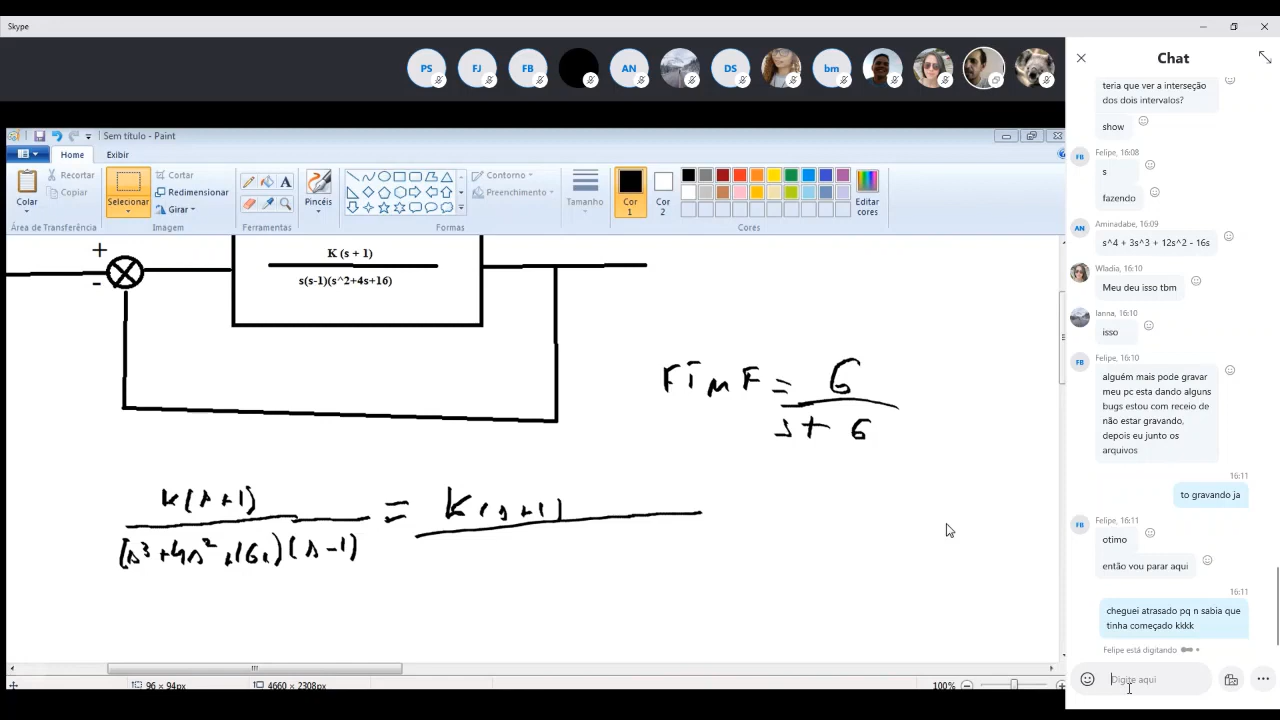 Skype
PS
FJ
FB
AN
DS
bm
Sem título - Paint
Home
Exibir
Colar
Recortar
Copiar
Área de Transferência
Selecionar
Cortar
Redimensionar
Girar
Imagem
A
Ferramentas
Pincéis
Contorno
Preenchimento
Formas
Tamanho
Cor
1
Cor
2
Editar
cores
Cores
+
-
K (s + 1)
s(s-1)(s^2+4s+16)
FTMF = G
s + G
K(s+1) = K(s+1)
(s³+4s²+16s)(s-1)
96 × 94px
4660 × 2308px
100%
Chat
teria que ver a interseção
dos dois intervalos?
show
Felipe, 16:08
FB
s
fazendo
Aminadabe, 16:09
AN
s^4 + 3s^3 + 12s^2 - 16s
Wladia, 16:10
Meu deu isso tbm
Ianna, 16:10
isso
Felipe, 16:10
FB
alguém mais pode gravar
meu pc esta dando alguns
bugs estou com receio de
não estar gravando,
depois eu junto os
arquivos
16:11
to gravando ja
Felipe, 16:11
FB
otimo
então vou parar aqui
16:11
cheguei atrasado pq n sabia que
tinha começado kkkk
Felipe está digitando
Digite aqui